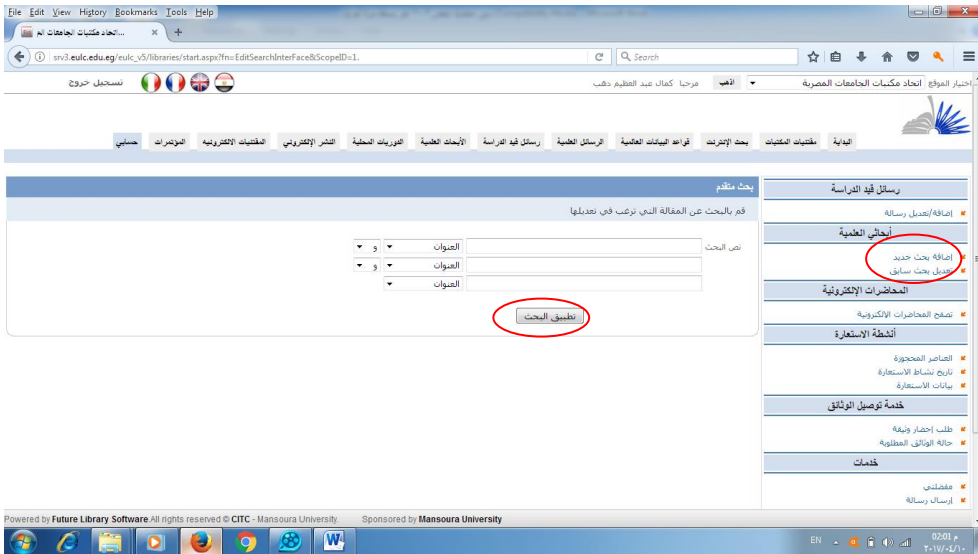 File Edit View History Bookmarks Tools Help
اتحاد مكتبات الجامعات الم...
srv3.eulc.edu.eg/eulc_v5/libraries/start.aspx?fn=EditSearchInterFace&ScopeID=1.
Search
اختيار الموقع اتحاد مكتبات الجامعات المصرية اذهب مرحبا كمال عبد العظيم دهب
تسجيل خروج
البداية مقتنيات المكتبات بحث الإنترنت قواعد البيانات العالمية الرسائل العلمية رسائل قيد الدراسة الأبحاث العلمية الدوريات المحلية النشر الإلكتروني المقتنيات الالكترونيه المؤتمرات حسابي
رسائل قيد الدراسة
إضافة/تعديل رسالة
أبحاثي العلمية
إضافة بحث جديد
تعديل بحث سابق
المحاضرات الإلكترونية
تصفح المحاضرات الالكترونية
أنشطة الاستعارة
العناصر المحجوزة
تاريخ نشاط الاستعارة
بيانات الاستعارة
خدمة توصيل الوثائق
طلب إحضار وثيقة
حالة الوثائق المطلوبة
خدمات
مفضلتي
إرسال رسالة
بحث متقدم
قم بالبحث عن المقالة التي ترغب في تعديلها
نص البحث العنوان و
العنوان و
العنوان
تطبيق البحث
Powered by Future Library Software.All rights reserved © CITC - Mansoura University. Sponsored by Mansoura University
EN
02:01 م
٢٠١٧/٠٤/١٠